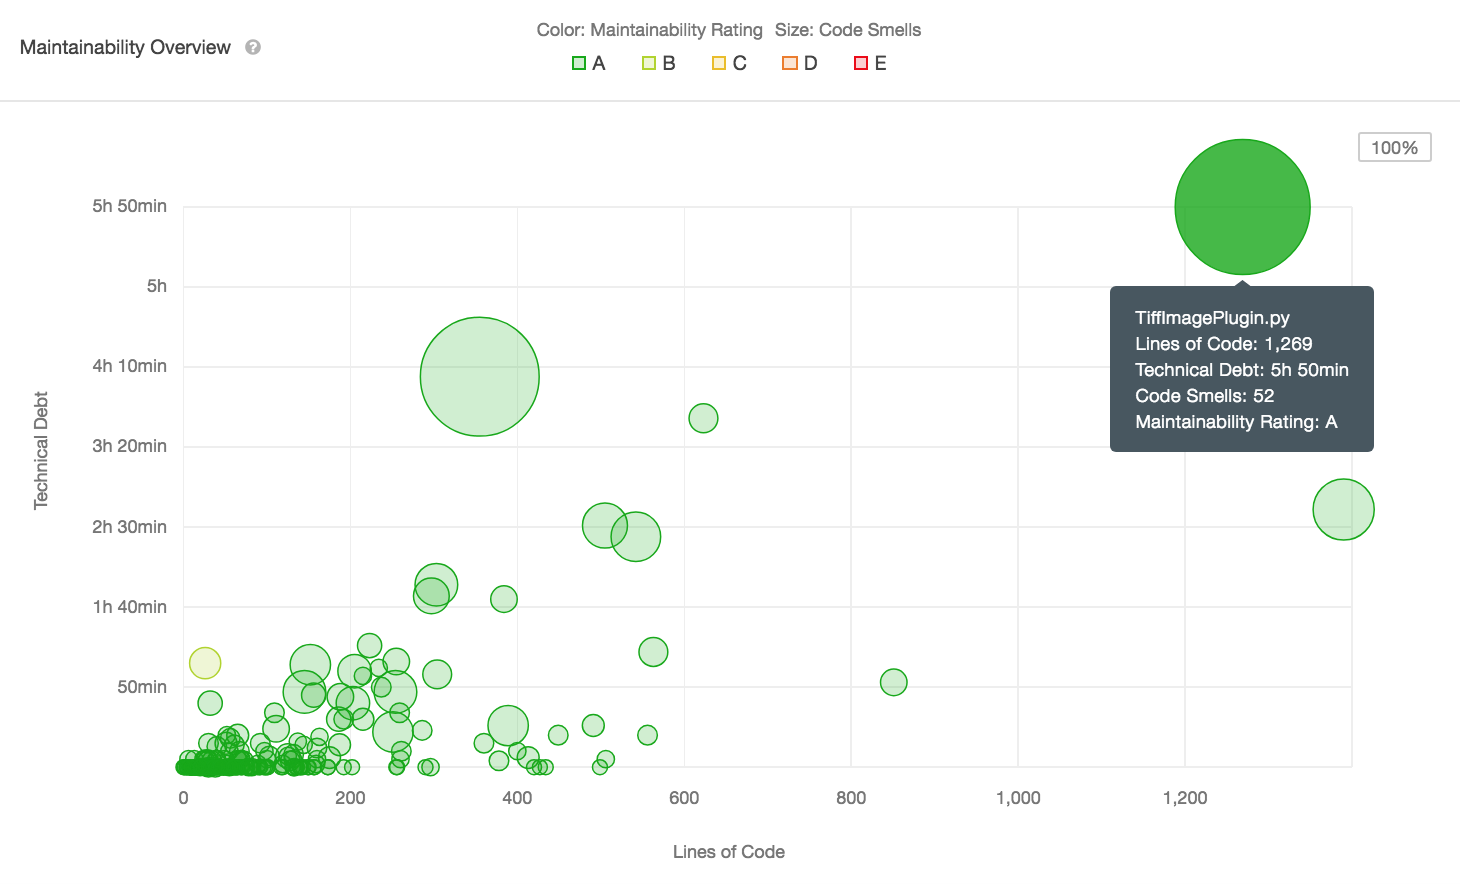 Color: Maintainability Rating Size: Code Smells
Maintainability Overview ?
A B C D E
100%
5h 50min
5h
4h 10min
3h 20min
2h 30min
1h 40min
50min
Technical Debt
TiffImagePlugin.py
Lines of Code: 1,269
Technical Debt: 5h 50min
Code Smells: 52
Maintainability Rating: A
0 200 400 600 800 1,000 1,200
Lines of Code